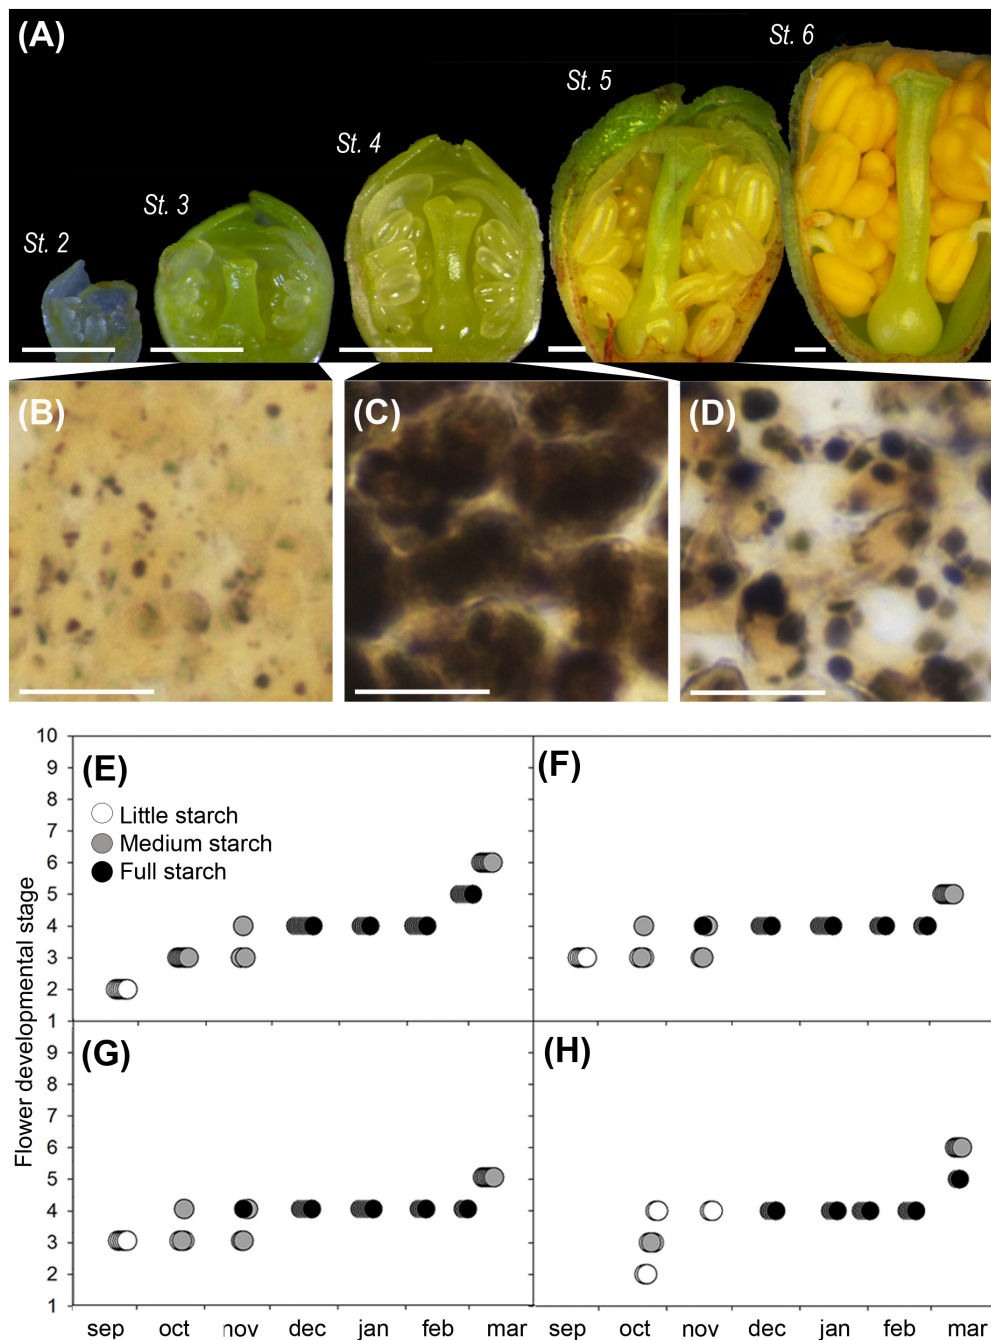 (A)
St. 2
St. 3
St. 4
St. 5
St. 6
(B)
(C)
(D)
Flower developmental stage
10
9
8
7
6
5
4
3
2
1
(E)
Little starch
Medium starch
Full starch
(F)
9
8
7
6
5
4
3
2
1
(G)
(H)
sep oct nov dec jan feb mar
sep oct nov dec jan feb mar